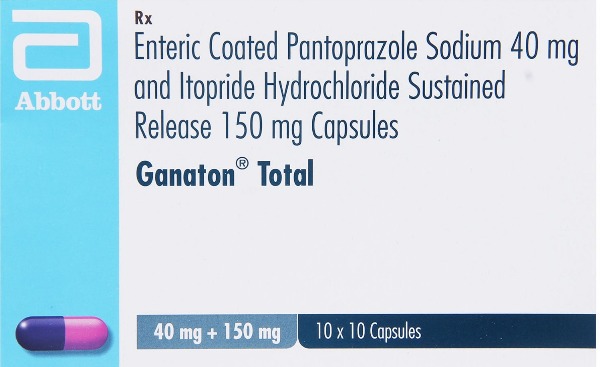 Abbott
Rx
Enteric Coated Pantoprazole Sodium 40 mg
and Itopride Hydrochloride Sustained
Release 150 mg Capsules
Ganaton® Total
40 mg + 150 mg
10 x 10 Capsules